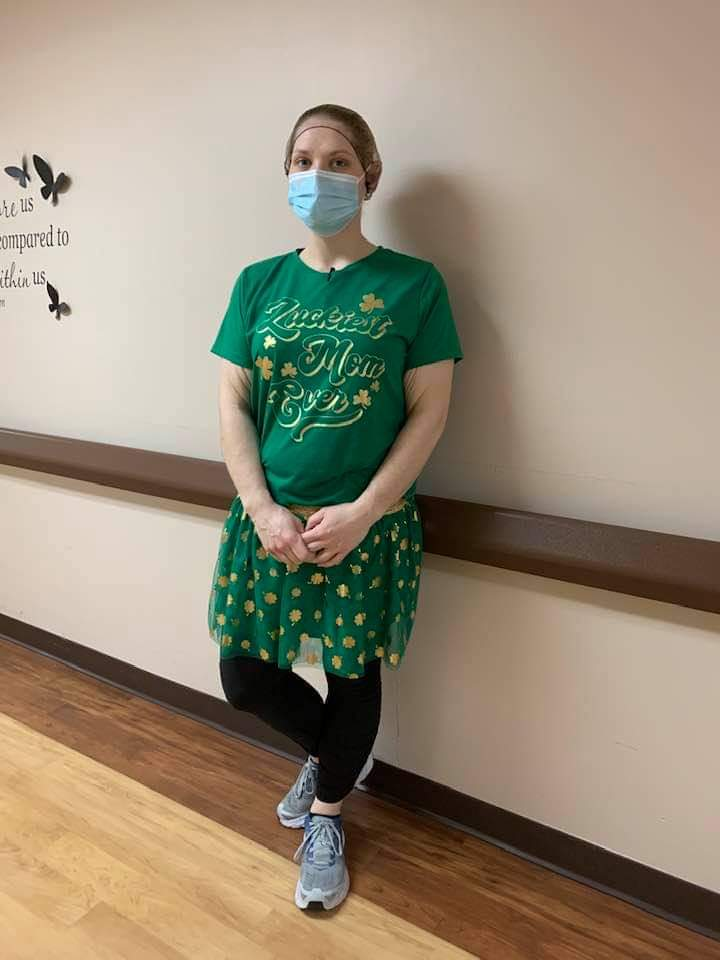 re us
compared to
ithin us
Luckiest
Mom
Ever